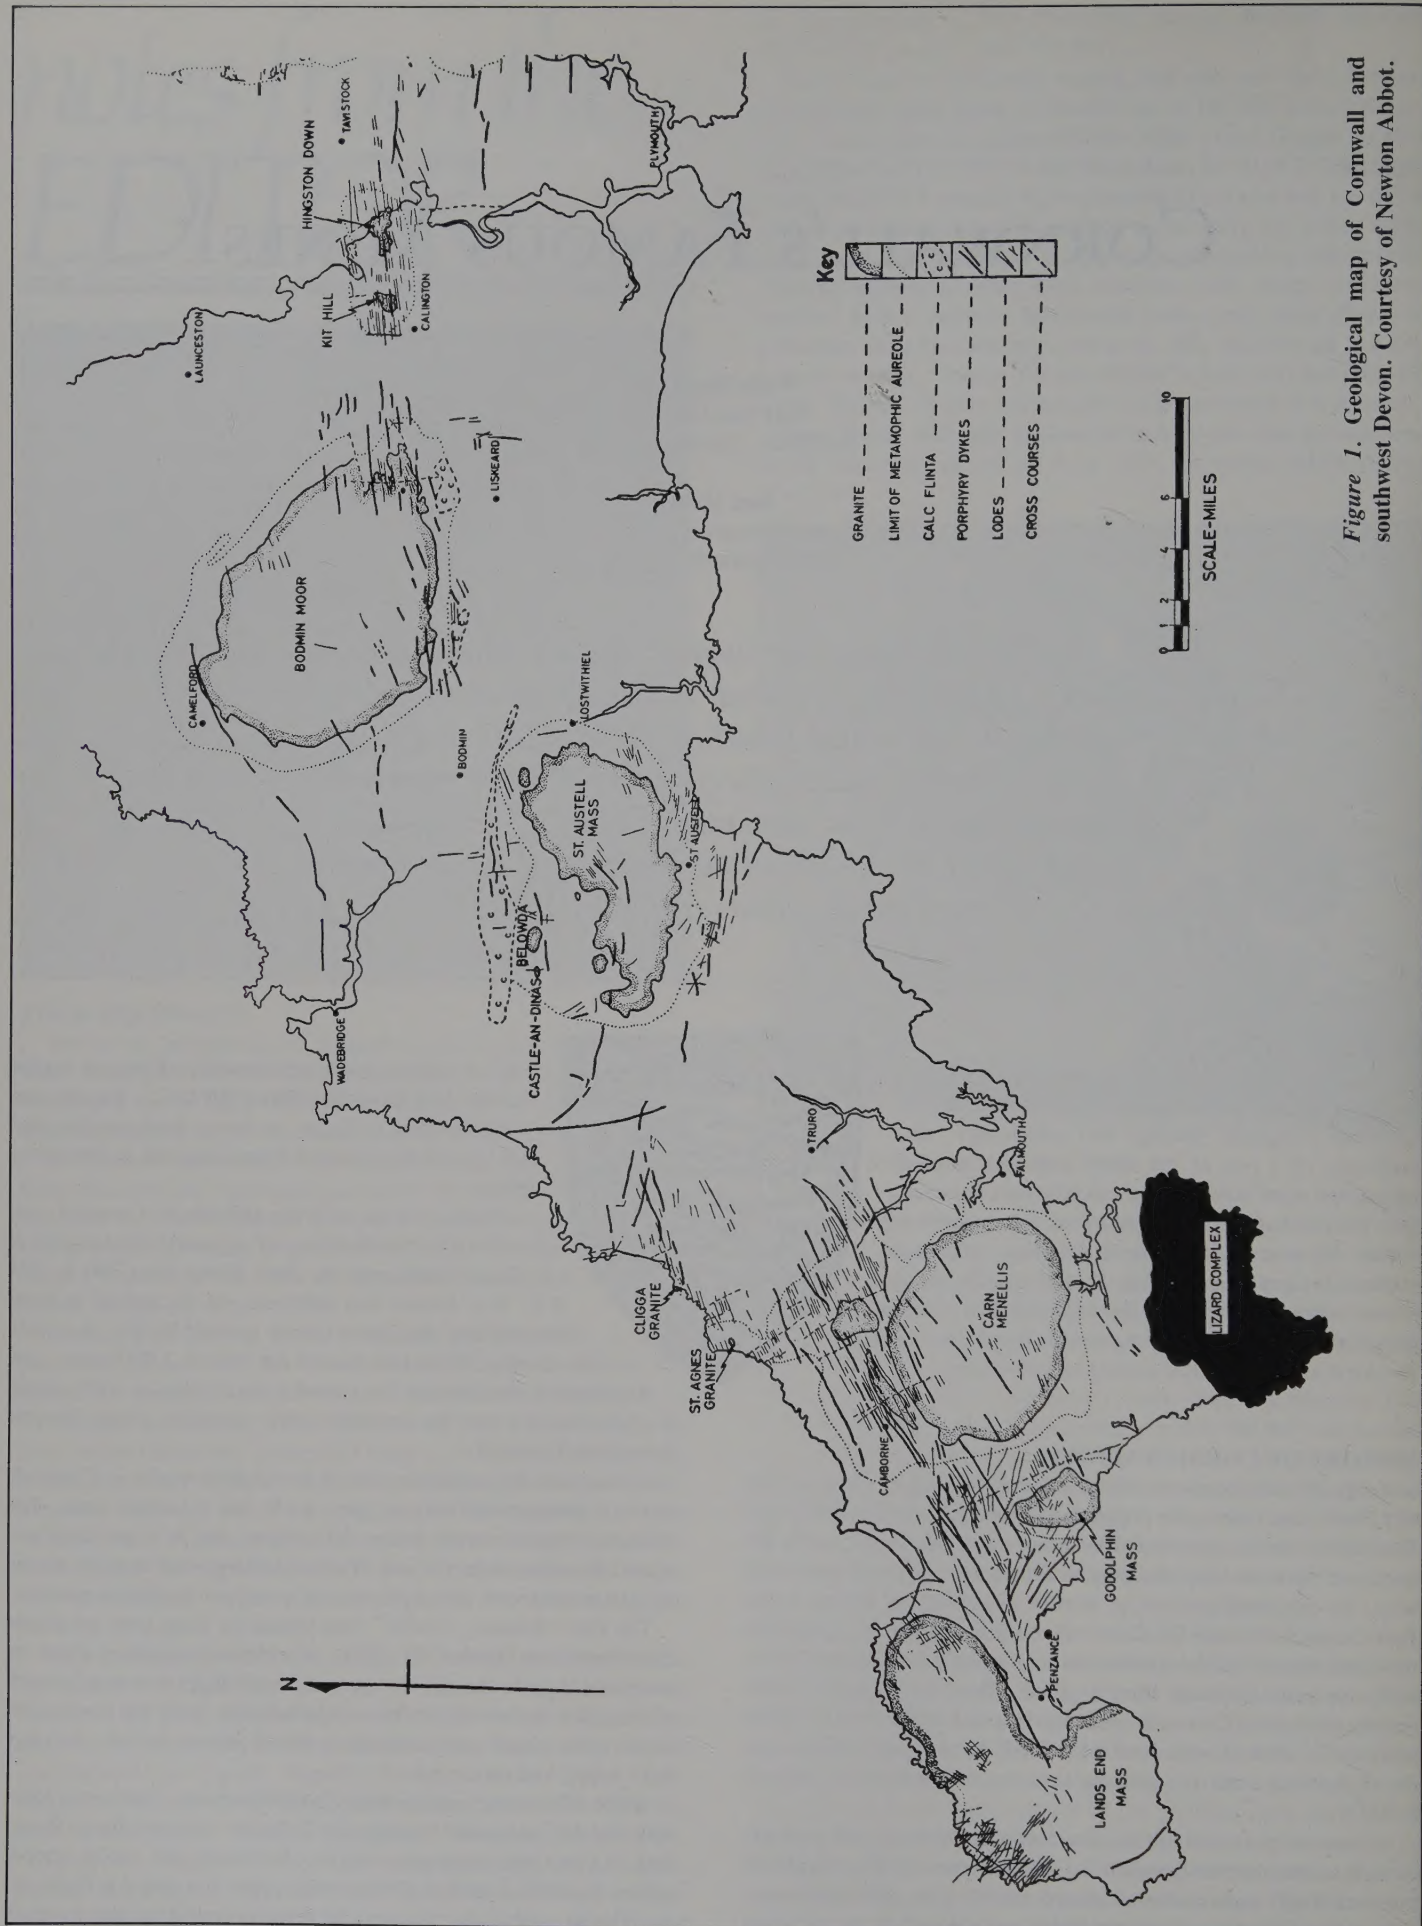 N
LAUNCESTON
TAVISTOCK
HINGSTON DOWN
KIT HILL
CALINGTON
PLYMOUTH
CAMELFORD
BODMIN MOOR
LISKEARD
BODMIN
WADEBRIDGE
LOSTWITHIEL
ST. AUSTELL
MASS
BELOWDA
CASTLE-AN-DINAS
ST AUSTELL
CLIGGA
GRANITE
ST. AGNES
GRANITE
TRURO
FALMOUTH
CAMBORNE
CARN
MENELLIS
GODOLPHIN
MASS
PENZANCE
LANDS END
MASS
LIZARD COMPLEX
C C C C C C C C
C C C
C
Key
GRANITE
LIMIT OF METAMOPHIC AUREOLE
CALC FLINTA
C C C
PORPHYRY DYKES
LODES
CROSS COURSES
0 1 2 4 6 10
SCALE-MILES
Figure 1. Geological map of Cornwall and
southwest Devon. Courtesy of Newton Abbot.